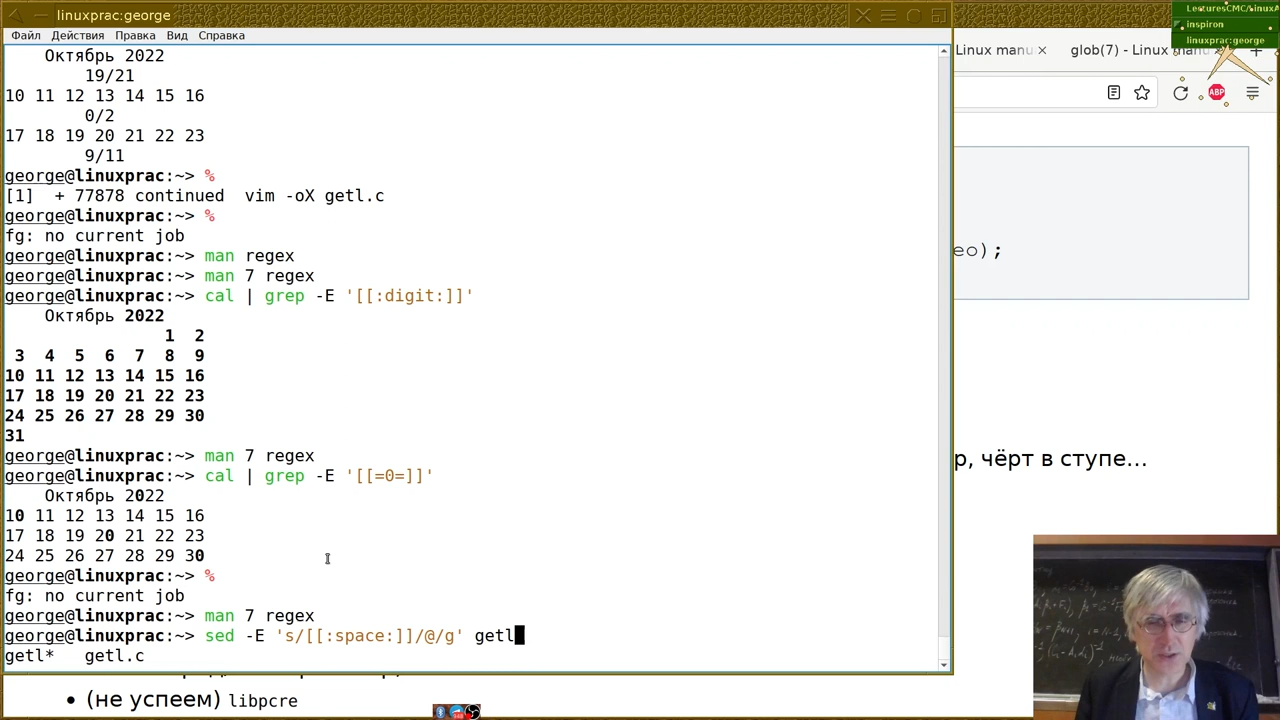 linuxprac:george
LecturesCMC/LinuxA
inspiron
linuxprac:george
Файл Действия Правка Вид Справка
Linux manu
glob(7) - Linux manu
ABP
Октябрь 2022
19/21
10 11 12 13 14 15 16
0/2
17 18 19 20 21 22 23
9/11
george@linuxprac:~> %
[1]  + 77878 continued  vim -oX getl.c
george@linuxprac:~> %
fg: no current job
george@linuxprac:~> man regex
george@linuxprac:~> man 7 regex
george@linuxprac:~> cal | grep -E '[[:digit:]]'
Октябрь 2022
1  2
3  4  5  6  7  8  9
10 11 12 13 14 15 16
17 18 19 20 21 22 23
24 25 26 27 28 29 30
31
george@linuxprac:~> man 7 regex
george@linuxprac:~> cal | grep -E '[[=0=]]'
Октябрь 2022
10 11 12 13 14 15 16
17 18 19 20 21 22 23
24 25 26 27 28 29 30
george@linuxprac:~> %
fg: no current job
george@linuxprac:~> man 7 regex
george@linuxprac:~> sed -E 's/[[:space:]]/@/g' getl
getl*   getl.c
eo);
р, чёрт в ступе...
• (не успеем) libpcre